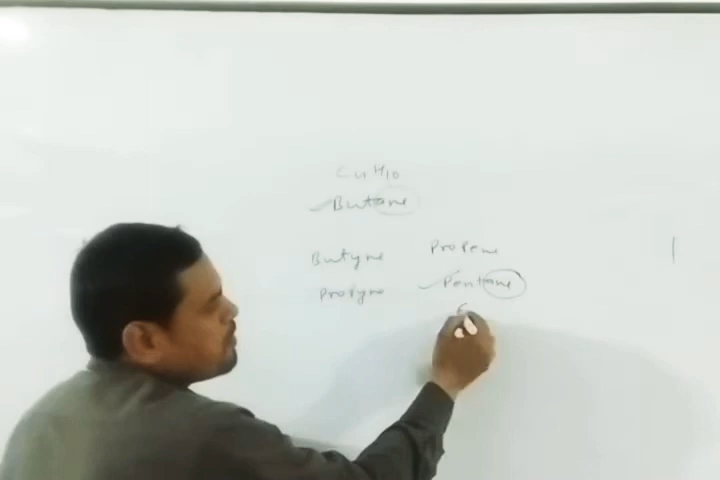 C4H10
Butane
Butyne Propene
Propyne Pentane
C